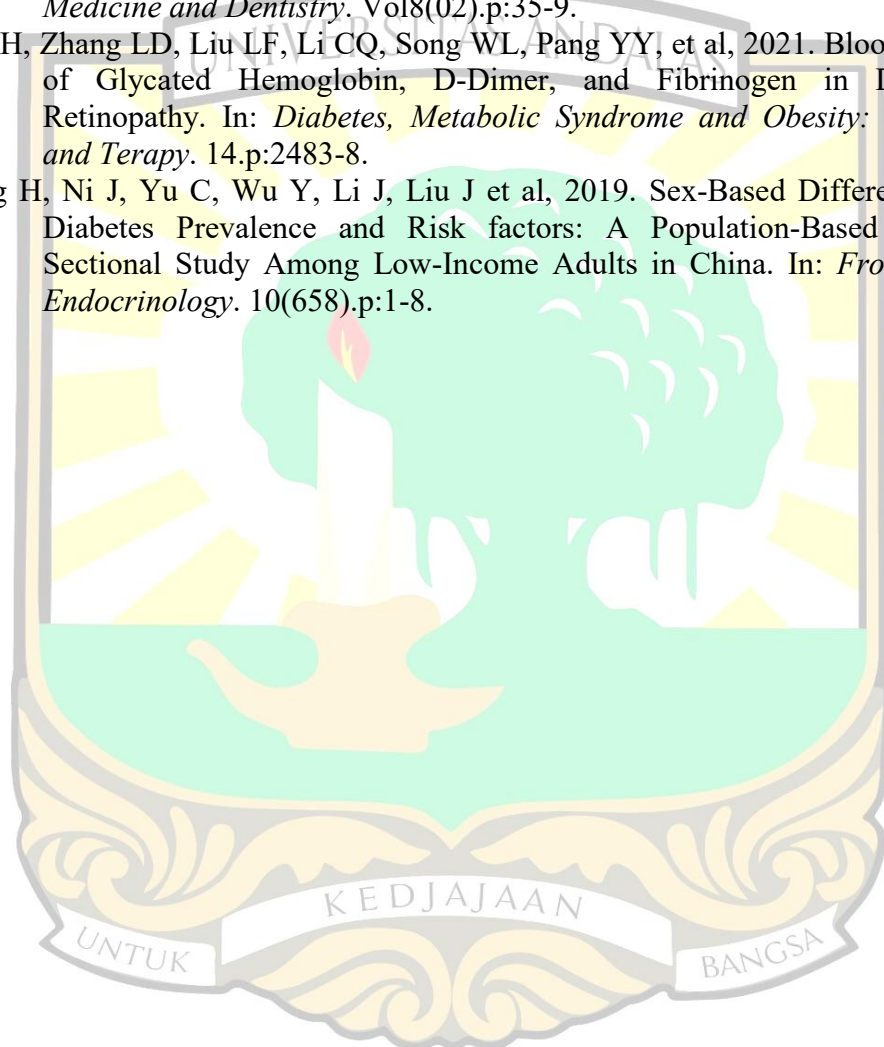 Medicine and Dentistry. Vol8(02).p:35-9.
UNIVERSITAS ANDALAS
H, Zhang LD, Liu LF, Li CQ, Song WL, Pang YY, et al, 2021. Bloo
of Glycated Hemoglobin, D-Dimer, and Fibrinogen in
Retinopathy. In: Diabetes, Metabolic Syndrome and Obesity:
and Terapy. 14.p:2483-8.
g H, Ni J, Yu C, Wu Y, Li J, Liu J et al, 2019. Sex-Based Differe
Diabetes Prevalence and Risk factors: A Population-Based
Sectional Study Among Low-Income Adults in China. In: Fro
Endocrinology. 10(658).p:1-8.
UNTUK KEDJAJAAN BANGSA